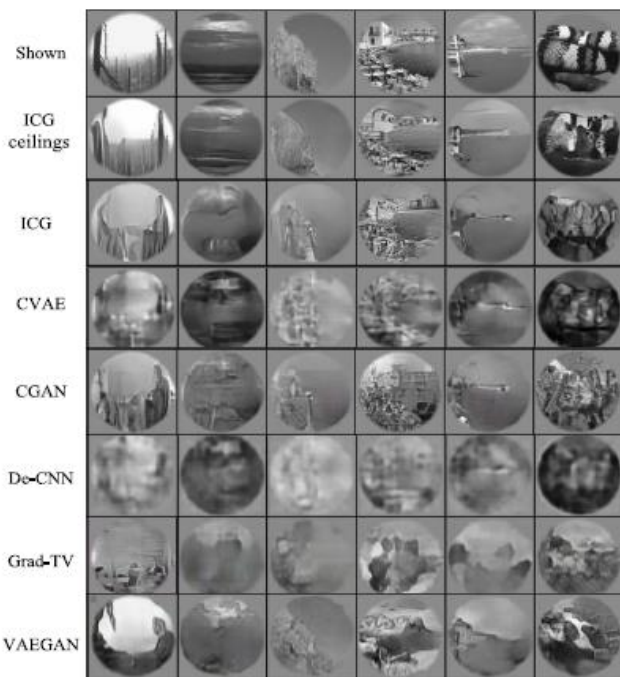 Shown
ICG
ceilings
ICG
CVAE
CGAN
De-CNN
Grad-TV
VAEGAN